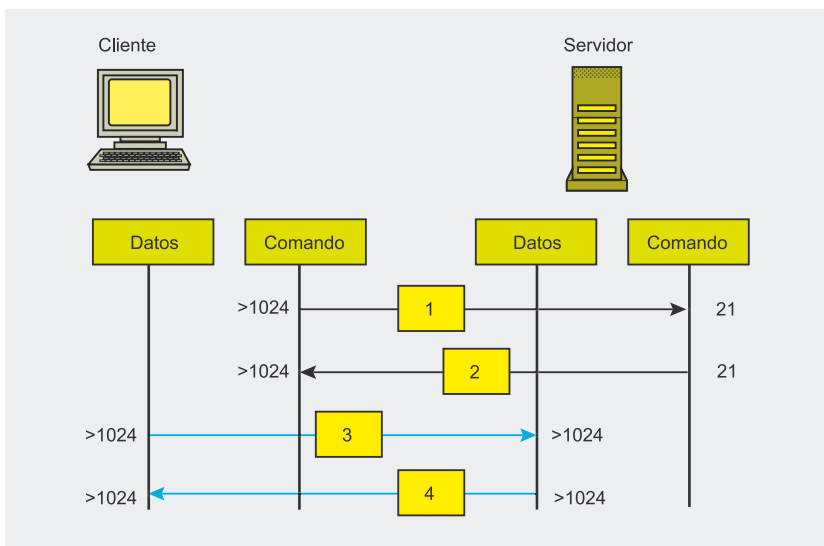 Cliente Servidor
Datos Comando Datos Comando
>1024 1 21
>1024 2 21
>1024 3 >1024
>1024 4 >1024